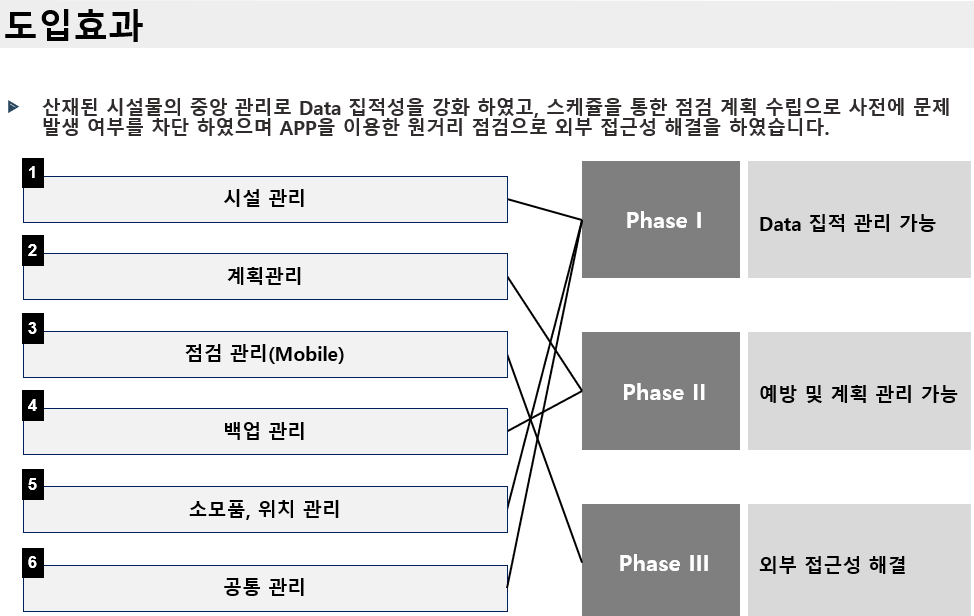 도입효과
산재된 시설물의 중앙 관리로 Data 집적성을 강화 하였고, 스케쥴을 통한 점검 계획 수립으로 사전에 문제
발생 여부를 차단 하였으며 APP을 이용한 원거리 점검으로 외부 접근성 해결을 하였습니다.
1
시설 관리
2
계획관리
3
점검 관리(Mobile)
4
백업 관리
5
소모품, 위치 관리
6
공통 관리
Phase I
Data 집적 관리 가능
Phase II
예방 및 계획 관리 가능
Phase III
외부 접근성 해결